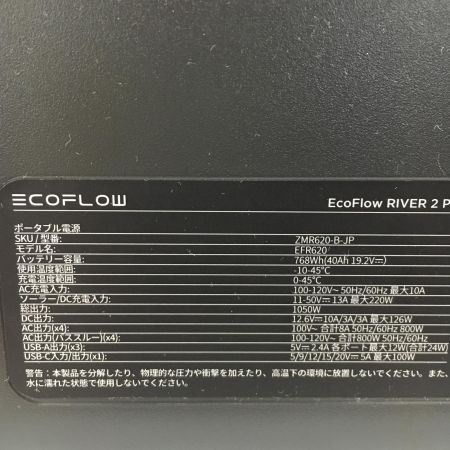 ECOFLOW
EcoFlow RIVER 2 P
ポータブル電源
SKU / 型番: ZMR620-B-JP
モデル名: EFR620
バッテリー容量: 768Wh(40Ah 19.2V⎓)
使用温度範囲: -10-45°C
充電温度範囲: 0-45°C
AC充電入力: 100-120V~ 50Hz/60Hz 最大10A
ソーラー/DC充電入力: 11-50V⎓13A 最大220W
総出力: 1050W
DC出力: 12.6V⎓10A/3A/3A 最大126W
AC出力(x4): 100V~ 合計8A 50Hz/60Hz 800W
AC出力(バススルー)(x4): 100-120V~ 合計800W 50Hz/60Hz
USB-A出力(x3): 5V⎓2.4A 各ポート最大12W(合計24W)
USB-C入力/出力(x1): 5/9/12/15/20V⎓5A 最大100W
警告：本製品を分解したり、物理的な圧力や衝撃を加えたり、高温下の環境に放置しないでください。また、
水に濡れた状態で使用しないでください。